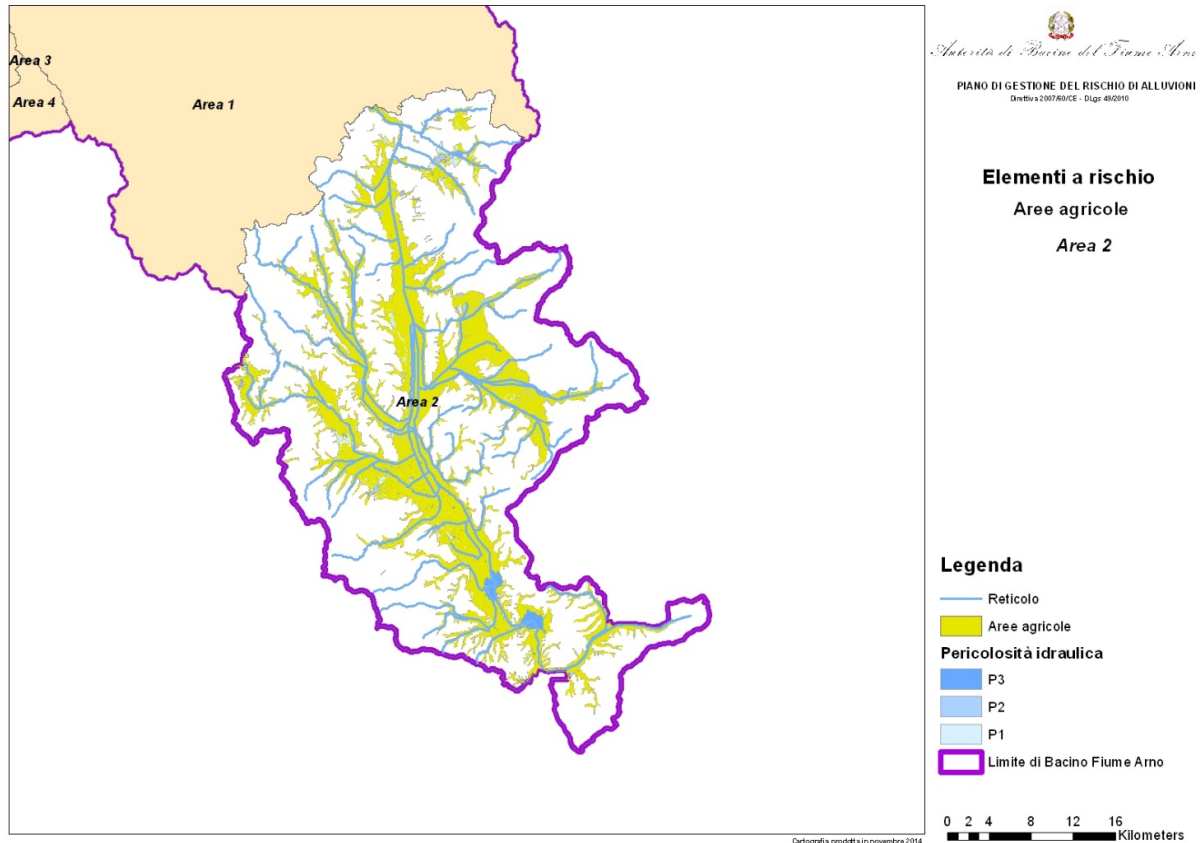 Area 3
Area 4
Area 1
Area 2
Autorità di Bacino del Fiume Arno
PIANO DI GESTIONE DEL RISCHIO DI ALLUVIONI
Direttiva 2007/60/CE - DLgs 49/2010
Elementi a rischio
Aree agricole
Area 2
Legenda
Reticolo
Aree agricole
Pericolosità idraulica
P3
P2
P1
Limite di Bacino Fiume Arno
0 2 4 8 12 16
Kilometers
Cartografia prodotta in novembre 2014